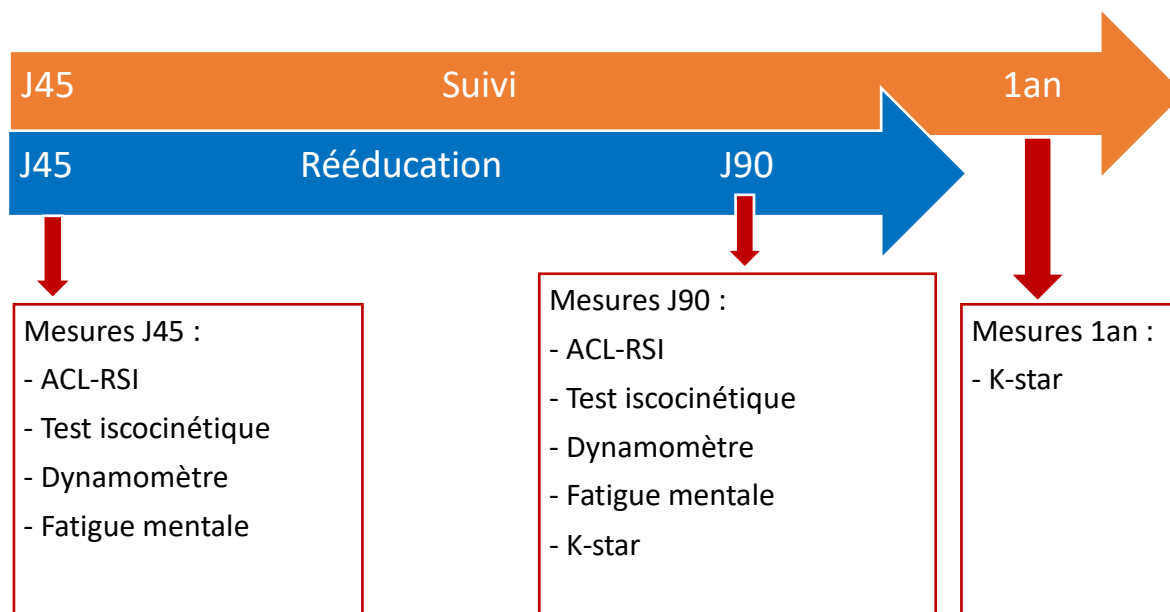 J45 Suivi 1an
J45 Rééducation J90
Mesures J45 :
- ACL-RSI
- Test iscocinétique
- Dynamomètre
- Fatigue mentale
Mesures J90 :
- ACL-RSI
- Test iscocinétique
- Dynamomètre
- Fatigue mentale
- K-star
Mesures 1an :
- K-star